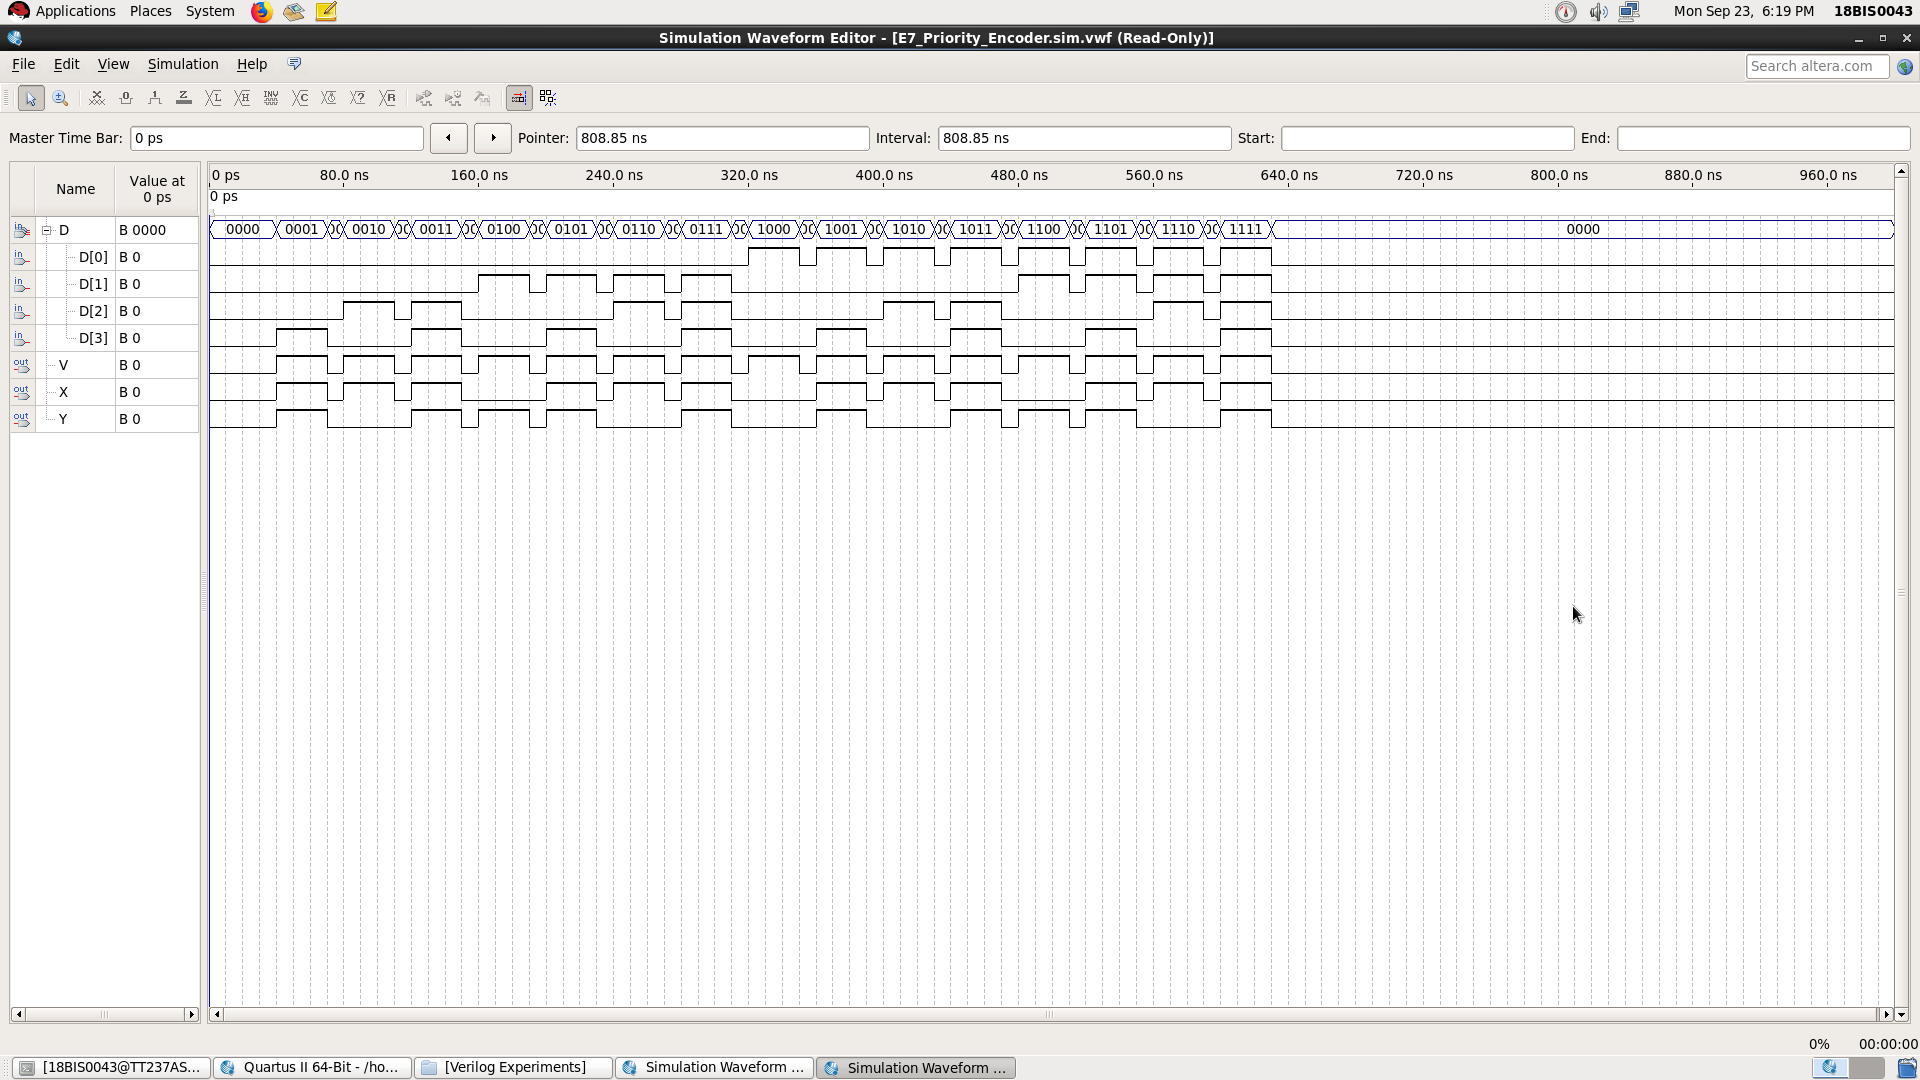 Applications Places System Mon Sep 23, 6:19 PM 18BIS0043
Simulation Waveform Editor - [E7_Priority_Encoder.sim.vwf (Read-Only)]
File Edit View Simulation Help Search altera.com
Master Time Bar: 0 ps Pointer: 808.85 ns Interval: 808.85 ns Start: End:
Name Value at
0 ps
0 ps 80.0 ns 160.0 ns 240.0 ns 320.0 ns 400.0 ns 480.0 ns 560.0 ns 640.0 ns 720.0 ns 800.0 ns 880.0 ns 960.0 ns
0 ps
D B 0000 0000 0001 0010 0011 0100 0101 0110 0111 1000 1001 1010 1011 1100 1101 1110 1111 0000
D[0] B 0
D[1] B 0
D[2] B 0
D[3] B 0
V B 0
X B 0
Y B 0
0% 00:00:00
[18BIS0043@TT237AS... Quartus II 64-Bit - /ho... [Verilog Experiments] Simulation Waveform ... Simulation Waveform ...